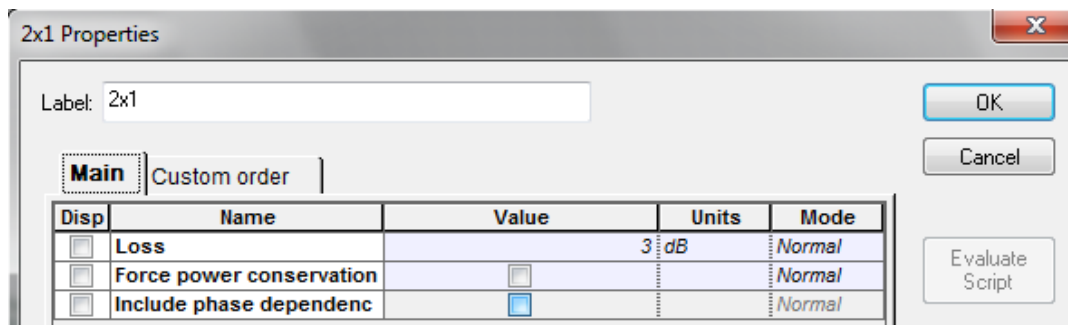 2x1 Properties
x
Label: 2x1
OK
Cancel
Main Custom order
Disp Name Value Units Mode
Loss 3 dB Normal
Force power conservation Normal
Include phase dependenc Normal
Evaluate
Script